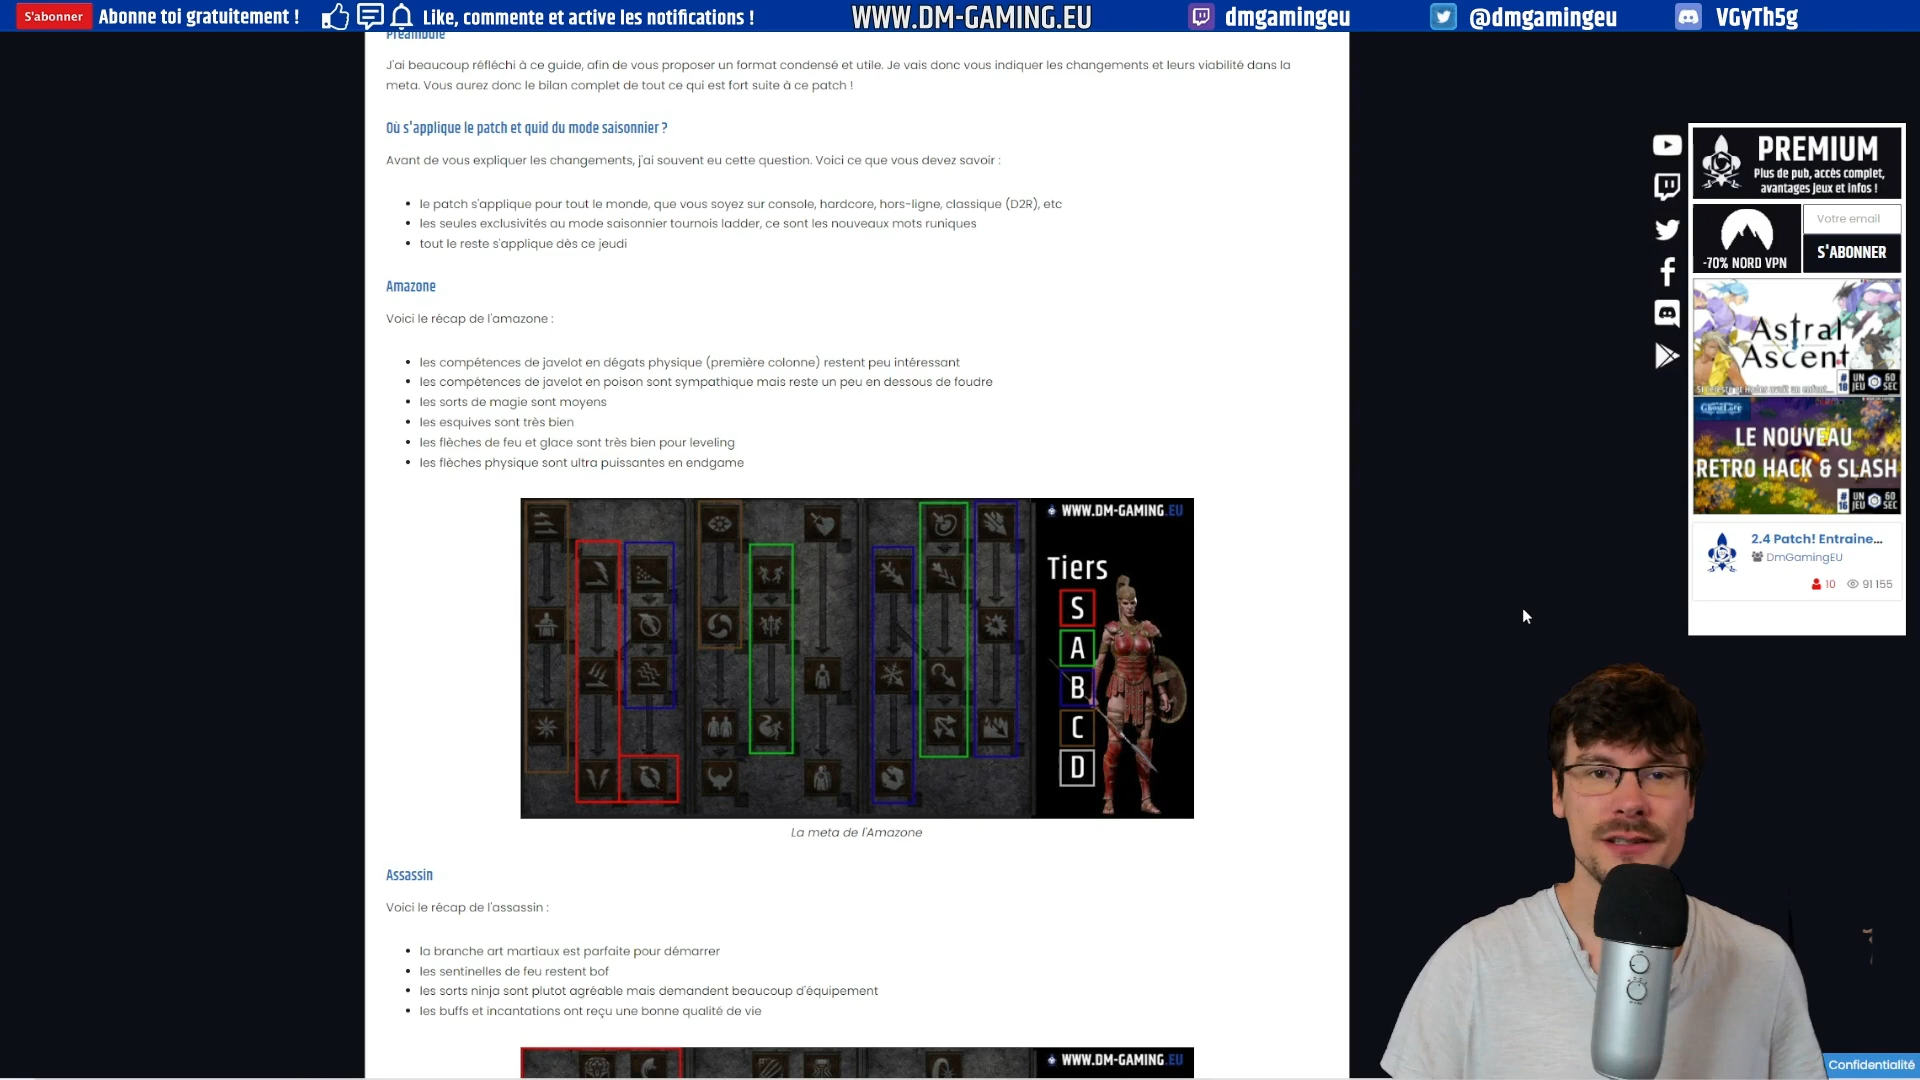 S'abonner
Abonne toi gratuitement !
Like, commente et active les notifications !
WWW.DM-GAMING.EU
dmgamingeu
@dmgamingeu
VGyTh5g
Préambule
J'ai beaucoup réfléchi à ce guide, afin de vous proposer un format condensé et utile. Je vais donc vous indiquer les changements et leurs viabilité dans la
meta. Vous aurez donc le bilan complet de tout ce qui est fort suite à ce patch !
Où s'applique le patch et quid du mode saisonnier ?
Avant de vous expliquer les changements, j'ai souvent eu cette question. Voici ce que vous devez savoir :
le patch s'applique pour tout le monde, que vous soyez sur console, hardcore, hors-ligne, classique (D2R), etc
les seules exclusivités au mode saisonnier tournois ladder, ce sont les nouveaux mots runiques
tout le reste s'applique dès ce jeudi
Amazone
Voici le récap de l'amazone :
les compétences de javelot en dégats physique (première colonne) restent peu intéressant
les compétences de javelot en poison sont sympathique mais reste un peu en dessous de foudre
les sorts de magie sont moyens
les esquives sont très bien
les flèches de feu et glace sont très bien pour leveling
les flèches physique sont ultra puissantes en endgame
WWW.DM-GAMING.EU
Tiers
S
A
B
C
D
La meta de l'Amazone
Assassin
Voici le récap de l'assassin :
la branche art martiaux est parfaite pour démarrer
les sentinelles de feu restent bof
les sorts ninja sont plutot agréable mais demandent beaucoup d'équipement
les buffs et incantations ont reçu une bonne qualité de vie
WWW.DM-GAMING.EU
PREMIUM
Plus de pub, accès complet,
avantages jeux et infos !
-70% NORD VPN
Votre email
S'ABONNER
Astral
Ascent
# 18 UN JEU 60 SEC
GhostLore
LE NOUVEAU
RETRO HACK & SLASH
# 16 UN JEU 60 SEC
2.4 Patch! Entraine...
DmGamingEU
10
91 155
Confidentialité